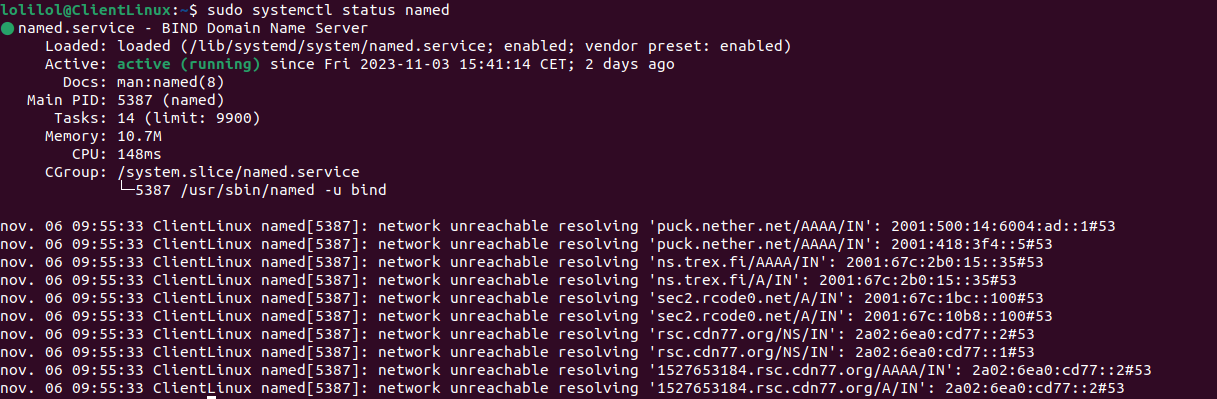 lolilol@ClientLinux:~$ sudo systemctl status named
● named.service - BIND Domain Name Server
     Loaded: loaded (/lib/systemd/system/named.service; enabled; vendor preset: enabled)
     Active: active (running) since Fri 2023-11-03 15:41:14 CET; 2 days ago
       Docs: man:named(8)
   Main PID: 5387 (named)
      Tasks: 14 (limit: 9900)
     Memory: 10.7M
        CPU: 148ms
     CGroup: /system.slice/named.service
             └─5387 /usr/sbin/named -u bind

nov. 06 09:55:33 ClientLinux named[5387]: network unreachable resolving 'puck.nether.net/AAAA/IN': 2001:500:14:6004:ad::1#53
nov. 06 09:55:33 ClientLinux named[5387]: network unreachable resolving 'puck.nether.net/AAAA/IN': 2001:418:3f4::5#53
nov. 06 09:55:33 ClientLinux named[5387]: network unreachable resolving 'ns.trex.fi/AAAA/IN': 2001:67c:2b0:15::35#53
nov. 06 09:55:33 ClientLinux named[5387]: network unreachable resolving 'ns.trex.fi/A/IN': 2001:67c:2b0:15::35#53
nov. 06 09:55:33 ClientLinux named[5387]: network unreachable resolving 'sec2.rcode0.net/A/IN': 2001:67c:1bc::100#53
nov. 06 09:55:33 ClientLinux named[5387]: network unreachable resolving 'sec2.rcode0.net/A/IN': 2001:67c:10b8::100#53
nov. 06 09:55:33 ClientLinux named[5387]: network unreachable resolving 'rsc.cdn77.org/NS/IN': 2a02:6ea0:cd77::2#53
nov. 06 09:55:33 ClientLinux named[5387]: network unreachable resolving 'rsc.cdn77.org/NS/IN': 2a02:6ea0:cd77::1#53
nov. 06 09:55:33 ClientLinux named[5387]: network unreachable resolving '1527653184.rsc.cdn77.org/AAAA/IN': 2a02:6ea0:cd77::2#53
nov. 06 09:55:33 ClientLinux named[5387]: network unreachable resolving '1527653184.rsc.cdn77.org/A/IN': 2a02:6ea0:cd77::2#53